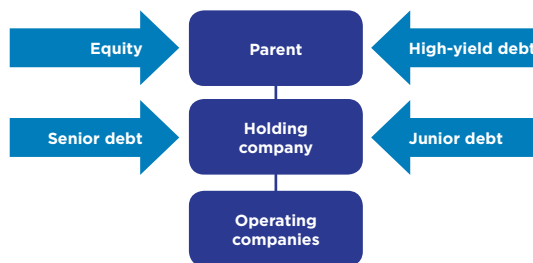 Equity
Parent
High-yield debt
Senior debt
Holding
company
Junior debt
Operating
companies